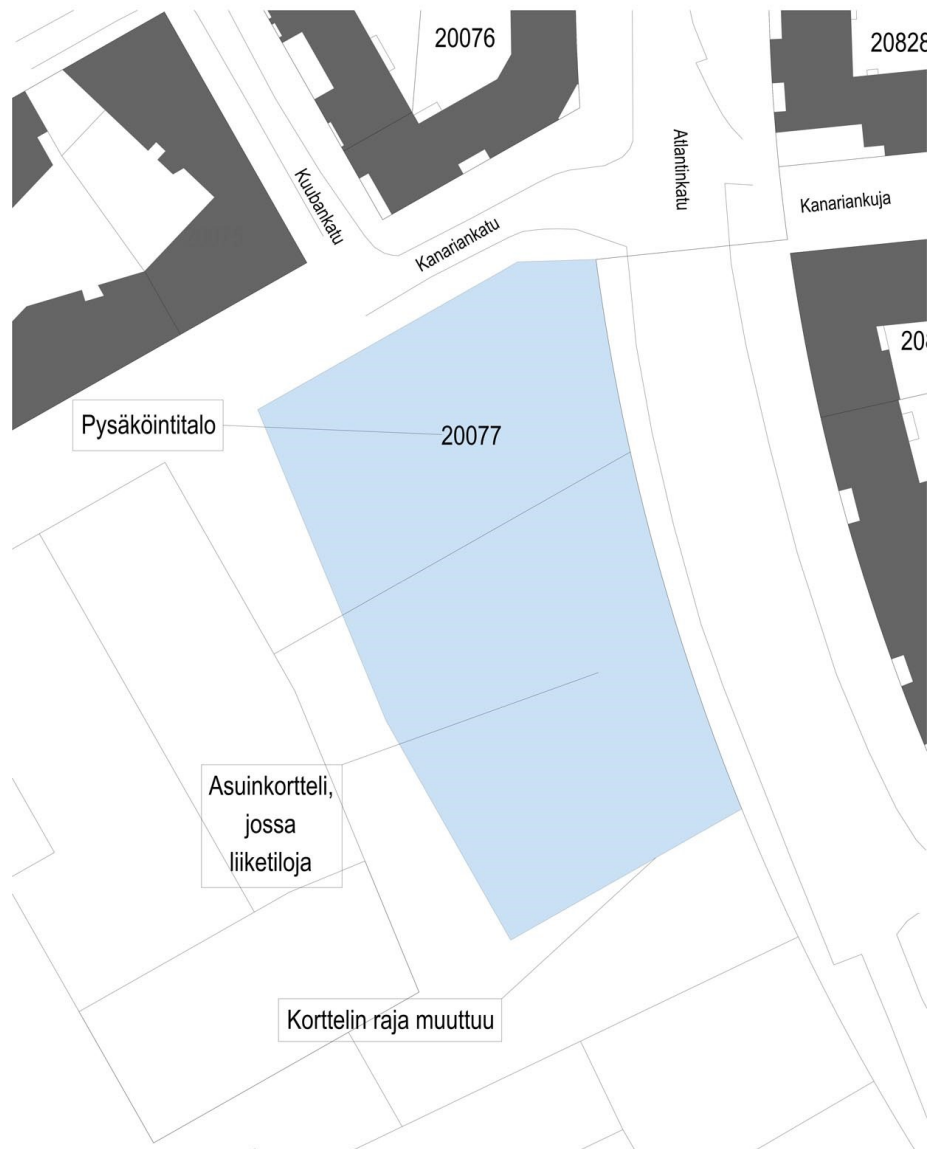 20076
20828
Kuubankatu
Atlantinkatu
Kanariankuja
Kanariankatu
Pysäköintitalo
20077
Asuinkortteli,
jossa
liiketiloja
Korttelin raja muuttuu